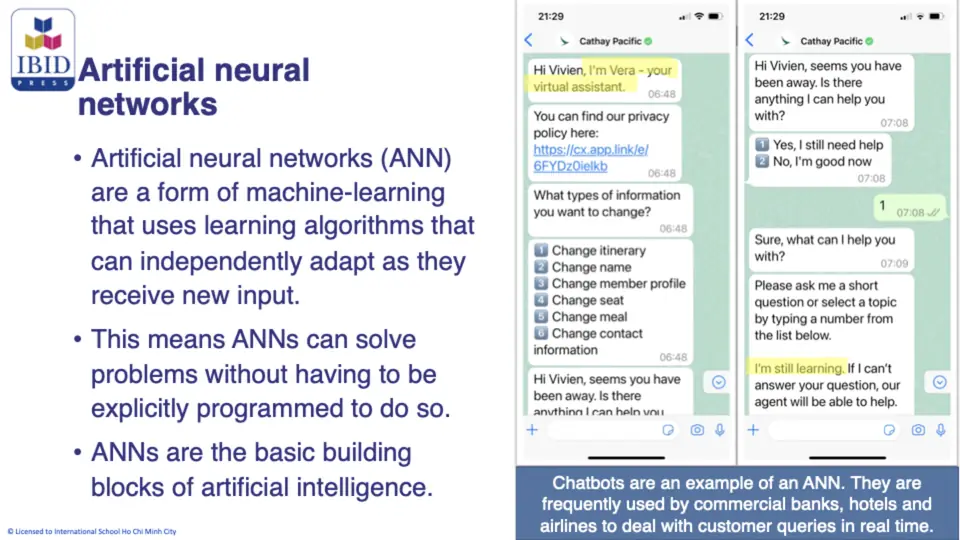 IBID
PRESS
Artificial neural
networks
• Artificial neural networks (ANN)
are a form of machine-learning
that uses learning algorithms that
can independently adapt as they
receive new input.
• This means ANNs can solve
problems without having to be
explicitly programmed to do so.
• ANNs are the basic building
blocks of artificial intelligence.
© Licensed to International School Ho Chi Minh City
21:29
Cathay Pacific
Hi Vivien, I'm Vera - your
virtual assistant.
06:48
You can find our privacy
policy here:
https://cx.app.link/e/
6FYDz0ielkb
06:48
What types of information
you want to change?
06:48
1 Change itinerary
2 Change name
3 Change member profile
4 Change seat
5 Change meal
6 Change contact
information
06:48
Hi Vivien, seems you have
been away. Is there
anything I can help you
21:29
Cathay Pacific
Hi Vivien, seems you have
been away. Is there
anything I can help you
with?
07:08
1 Yes, I still need help
2 No, I'm good now
07:08
1
07:08
Sure, what can I help you
with?
07:09
Please ask me a short
question or select a topic
by typing a number from
the list below.
I'm still learning. If I can't
answer your question, our
agent will be able to help.
Chatbots are an example of an ANN. They are
frequently used by commercial banks, hotels and
airlines to deal with customer queries in real time.